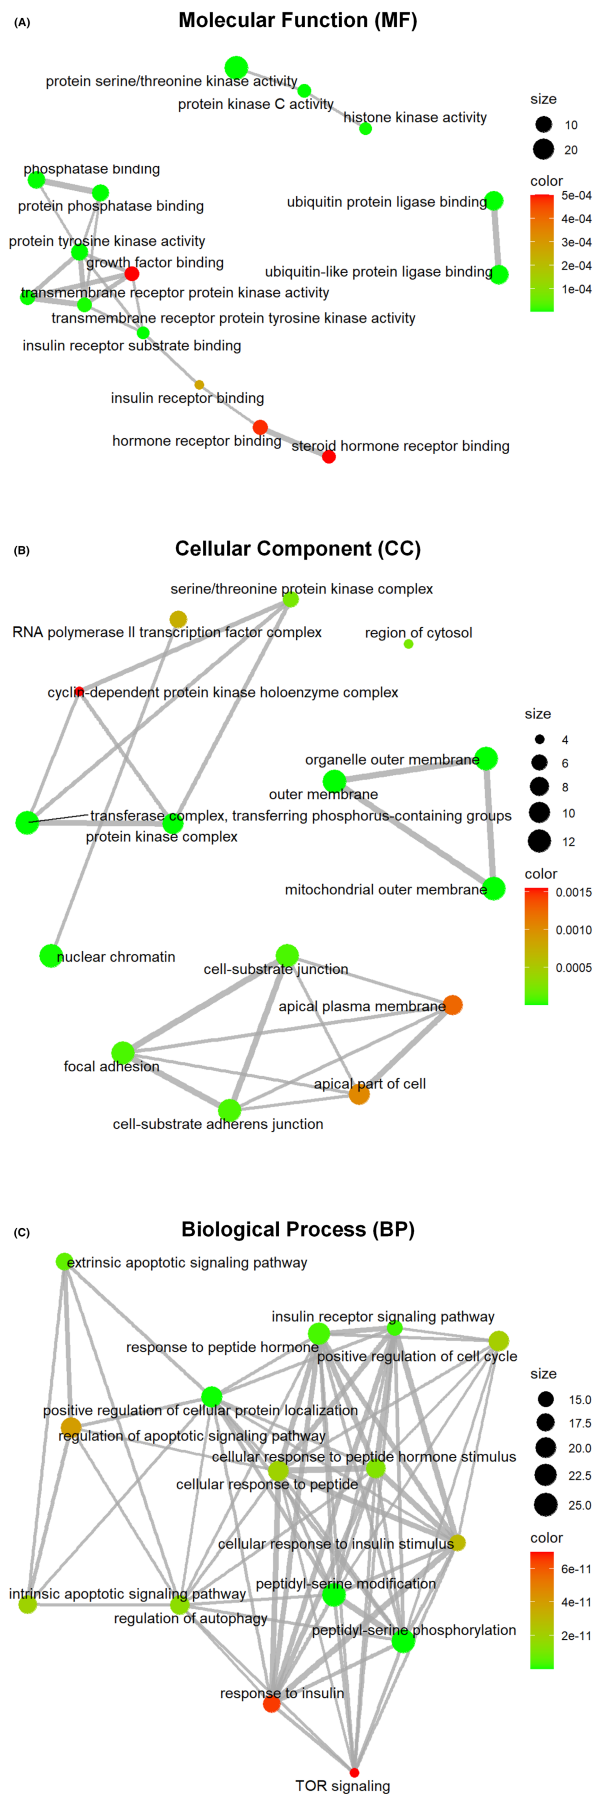 (A)
Molecular Function (MF)
protein serine/threonine kinase activity
protein kinase C activity
histone kinase activity
phosphatase binding
protein phosphatase binding
ubiquitin protein ligase binding
protein tyrosine kinase activity
growth factor binding
ubiquitin-like protein ligase binding
transmembrane receptor protein kinase activity
transmembrane receptor protein tyrosine kinase activity
insulin receptor substrate binding
insulin receptor binding
hormone receptor binding
steroid hormone receptor binding
size
10
20
color
5e-04
4e-04
3e-04
2e-04
1e-04
(B)
Cellular Component (CC)
serine/threonine protein kinase complex
RNA polymerase II transcription factor complex
region of cytosol
cyclin-dependent protein kinase holoenzyme complex
organelle outer membrane
outer membrane
transferase complex, transferring phosphorus-containing groups
protein kinase complex
mitochondrial outer membrane
nuclear chromatin
cell-substrate junction
apical plasma membrane
focal adhesion
apical part of cell
cell-substrate adherens junction
size
4
6
8
10
12
color
0.0015
0.0010
0.0005
(C)
Biological Process (BP)
extrinsic apoptotic signaling pathway
insulin receptor signaling pathway
response to peptide hormone
positive regulation of cell cycle
positive regulation of cellular protein localization
regulation of apoptotic signaling pathway
cellular response to peptide hormone stimulus
cellular response to peptide
cellular response to insulin stimulus
peptidyl-serine modification
intrinsic apoptotic signaling pathway
regulation of autophagy
peptidyl-serine phosphorylation
response to insulin
TOR signaling
size
15.0
17.5
20.0
22.5
25.0
color
6e-11
4e-11
2e-11